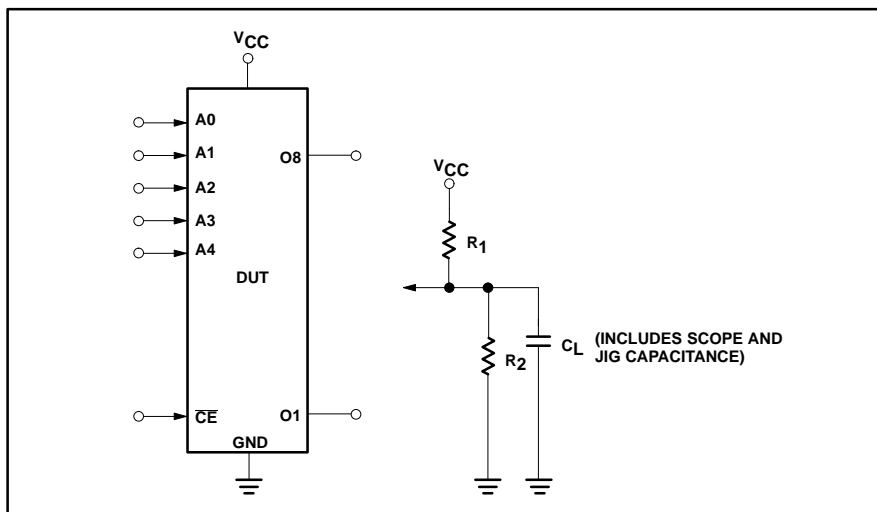 VCC
A0
A1
A2
A3
A4
O8
DUT
CE
O1
GND
VCC
R1
R2
CL
(INCLUDES SCOPE AND
JIG CAPACITANCE)